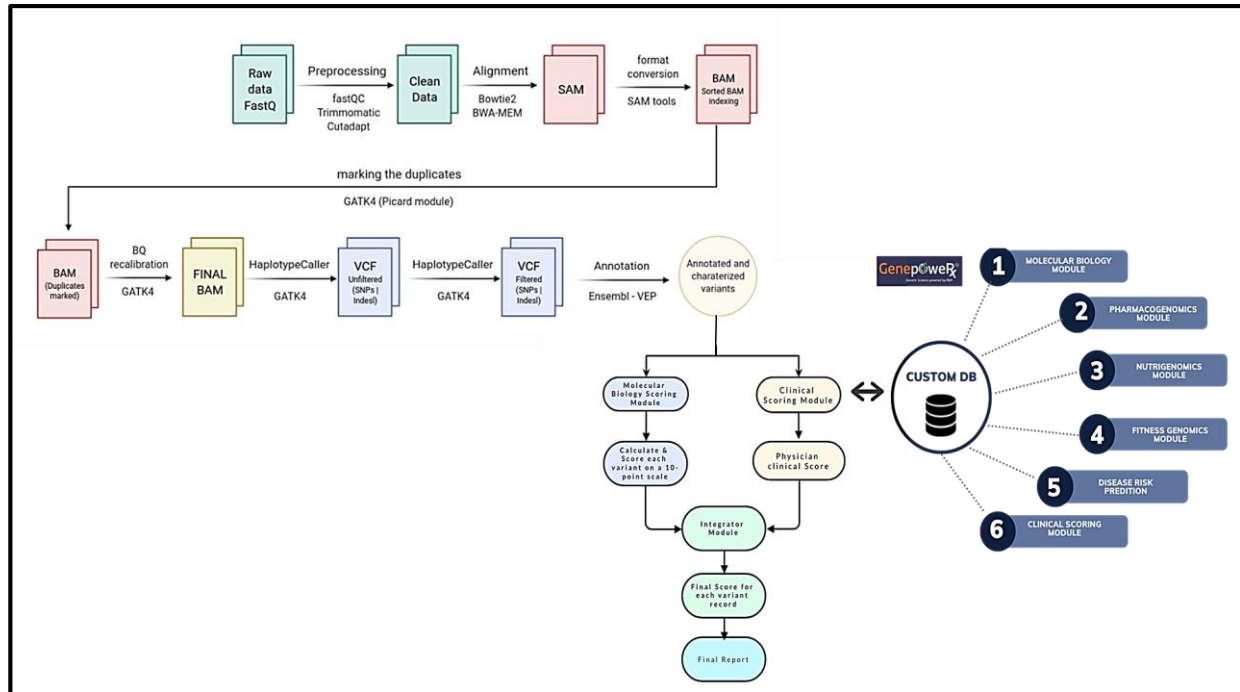 Raw
data
FastQ
Preprocessing
fastQC
Trimmomatic
Cutadapt
Clean
Data
Alignment
Bowtie2
BWA-MEM
SAM
format
conversion
SAM tools
BAM
Sorted BAM
indexing
marking the duplicates
GATK4 (Picard module)
BAM
(Duplicates
marked)
BQ
recalibration
GATK4
FINAL
BAM
HaplotypeCaller
GATK4
VCF
Unfiltered
(SNPs |
Indesl)
HaplotypeCaller
GATK4
VCF
Filtered
(SNPs |
Indesl)
Annotation
Ensembl - VEP
Annotated and
charaterized
variants
Molecular
Biology Scoring
Module
Clinical
Scoring Module
Calculate &
Score each
variant on a 10-
point scale
Physician
clinical Score
Integrator
Module
Final Score for
each variant
record
Final Report
GenepoweRx
CUSTOM DB
1
MOLECULAR BIOLOGY
MODULE
2
PHARMACOGENOMICS
MODULE
3
NUTRIGENOMICS
MODULE
4
FITNESS GENOMICS
MODULE
5
DISEASE RISK
PREDITION
6
CLINICAL SCORING
MODULE